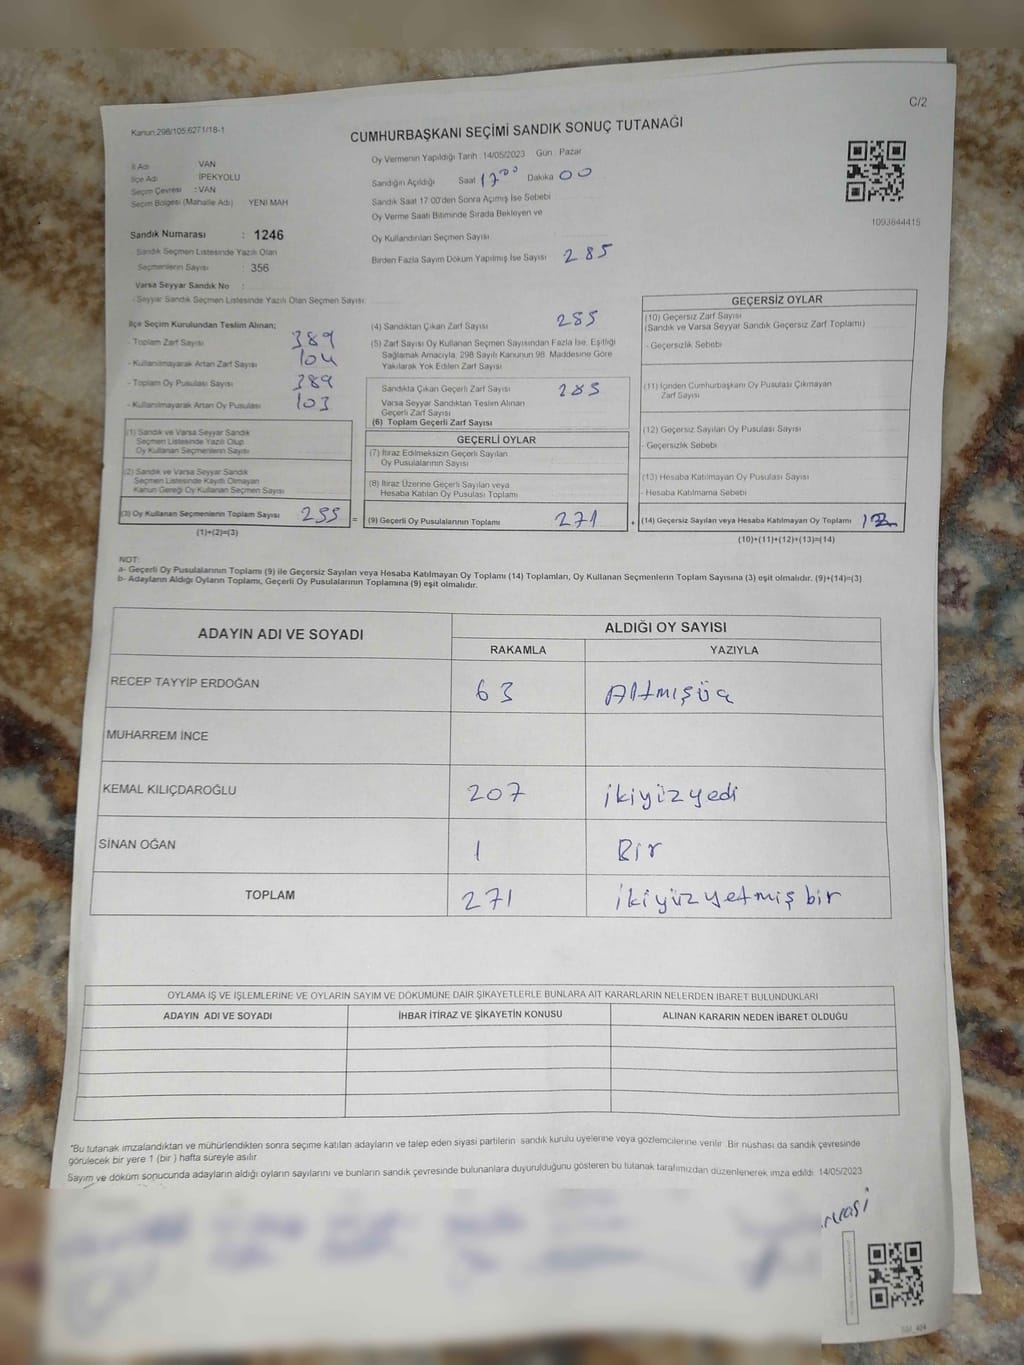 C/2
Kanun:298/105,6271/18-1
CUMHURBAŞKANI SEÇİMİ SANDIK SONUÇ TUTANAĞI
İl Adı VAN
İlçe Adı İPEKYOLU
Seçim Çevresi : VAN
Seçim Bölgesi (Mahalle Adı) YENİ MAH
Sandık Numarası : 1246
Sandık Seçmen Listesinde Yazılı Olan
Seçmenlerin Sayısı : 356
Varsa Seyyar Sandık No :
- Seyyar Sandık Seçmen Listesinde Yazılı Olan Seçmen Sayısı:
Oy Vermenin Yapıldığı Tarih : 14/05/2023 Gün : Pazar
Sandığın Açıldığı Saat 17:00 Dakika 00
Sandık Saat 17:00'den Sonra Açımış İse Sebebi
Oy Verme Saati Bitiminde Sırada Bekleyen ve
Oy Kullandırılan Seçmen Sayısı
Birden Fazla Sayım Döküm Yapılmış İse Sayısı 285
1093844415
İlçe Seçim Kurulundan Teslim Alınan;
- Toplam Zarf Sayısı 389
- Kullanılmayarak Artan Zarf Sayısı 104
- Toplam Oy Pusulası Sayısı 389
- Kullanılmayarak Artan Oy Pusulası 103
(1) Sandık ve Varsa Seyyar Sandık
Seçmen Listesinde Yazılı Olup
Oy Kullanan Seçmenlerin Sayısı
(2) Sandık ve Varsa Seyyar Sandık
Seçmen Listesinde Kayıtlı Olmayan
Kanun Gereği Oy Kullanan Seçmen Sayısı
(3) Oy Kullanan Seçmenlerin Toplam Sayısı
(1)+(2)=(3)
(4) Sandıktan Çıkan Zarf Sayısı 285
(5) Zarf Sayısı Oy Kullanan Seçmen Sayısından Fazla İse, Eşitliği
Sağlamak Amacıyla, 298 Sayılı Kanunun 98. Maddesine Göre
Yakılarak Yok Edilen Zarf Sayısı
Sandıkta Çıkan Geçerli Zarf Sayısı 285
Varsa Seyyar Sandıktan Teslim Alınan
Geçerli Zarf Sayısı
(6) Toplam Geçerli Zarf Sayısı
GEÇERLİ OYLAR
(7) İtiraz Edilmeksizin Geçerli Sayılan
Oy Pusulalarının Sayısı
(8) İtiraz Üzerine Geçerli Sayılan veya
Hesaba Katılan Oy Pusulası Toplamı
= (9) Geçerli Oy Pusulalarının Toplamı 271
GEÇERSİZ OYLAR
(10) Geçersiz Zarf Sayısı
(Sandık ve Varsa Seyyar Sandık Geçersiz Zarf Toplamı)
- Geçersizlik Sebebi
(11) İçinden Cumhurbaşkanı Oy Pusulası Çıkmayan
Zarf Sayısı
(12) Geçersiz Sayılan Oy Pusulası Sayısı
- Geçersizlik Sebebi
(13) Hesaba Katılmayan Oy Pusulası Sayısı
- Hesaba Katılmama Sebebi
+ (14) Geçersiz Sayılan veya Hesaba Katılmayan Oy Toplamı
(10)+(11)+(12)+(13)=(14)
NOT:
a- Geçerli Oy Pusulalarının Toplamı (9) ile Geçersiz Sayılan veya Hesaba Katılmayan Oy Toplamı (14) Toplamları, Oy Kullanan Seçmenlerin Toplam Sayısına (3) eşit olmalıdır. (9)+(14)=(3)
b- Adayların Aldığı Oyların Toplamı, Geçerli Oy Pusulalarının Toplamına (9) eşit olmalıdır.
ADAYIN ADI VE SOYADI
ALDIĞI OY SAYISI
RAKAMLA YAZIYLA
RECEP TAYYİP ERDOĞAN 63 Altmışüç
MUHARREM İNCE
KEMAL KILIÇDAROĞLU 207 ikiyüzyedi
SİNAN OĞAN 1 Bir
TOPLAM 271 ikiyüzyetmiş bir
OYLAMA İŞ VE İŞLEMLERİNE VE OYLARIN SAYIM VE DÖKÜMÜNE DAİR ŞİKAYETLERLE BUNLARA AİT KARARLARIN NELERDEN İBARET BULUNDUKLARI
ADAYIN ADI VE SOYADI İHBAR İTİRAZ VE ŞİKAYETİN KONUSU ALINAN KARARIN NEDEN İBARET OLDUĞU
"Bu tutanak imzalandıktan ve mühürlendikten sonra seçime katılan adayların ve talep eden siyasi partilerin sandık kurulu üyelerine veya gözlemcilerine verilir. Bir nüshası da sandık çevresinde
görülecek bir yere 1 (bir ) hafta süreyle asılır
Sayım ve döküm sonucunda adayların aldığı oyların sayılarını ve bunların sandık çevresinde bulunanlara duyurulduğunu gösteren bu tutanak tarafımızdan düzenlenerek imza edildi. 14/05/2023